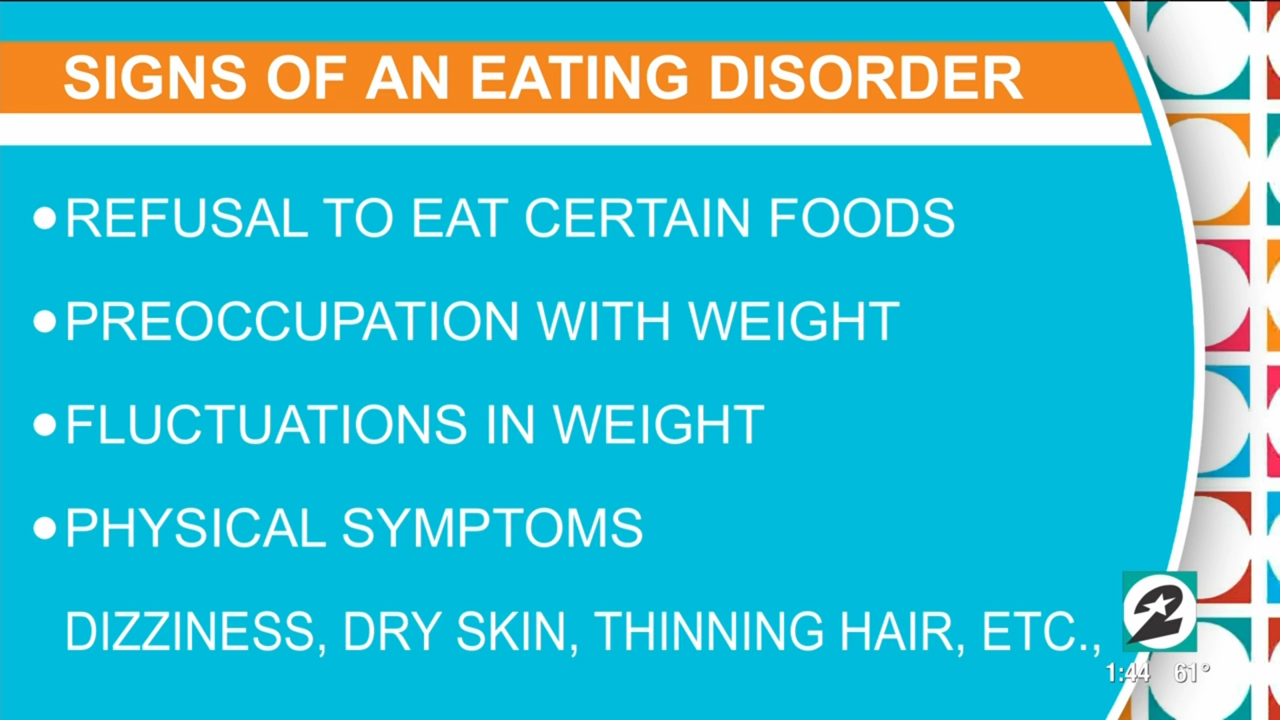 SIGNS OF AN EATING DISORDER
•REFUSAL TO EAT CERTAIN FOODS
•PREOCCUPATION WITH WEIGHT
•FLUCTUATIONS IN WEIGHT
•PHYSICAL SYMPTOMS
DIZZINESS, DRY SKIN, THINNING HAIR, ETC.,
2
1:44 61°